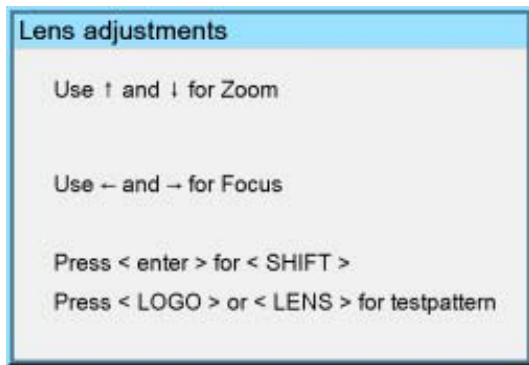 Lens adjustments
Use ↑ and ↓ for Zoom
Use ← and → for Focus
Press < enter > for < SHIFT >
Press < LOGO > or < LENS > for testpattern